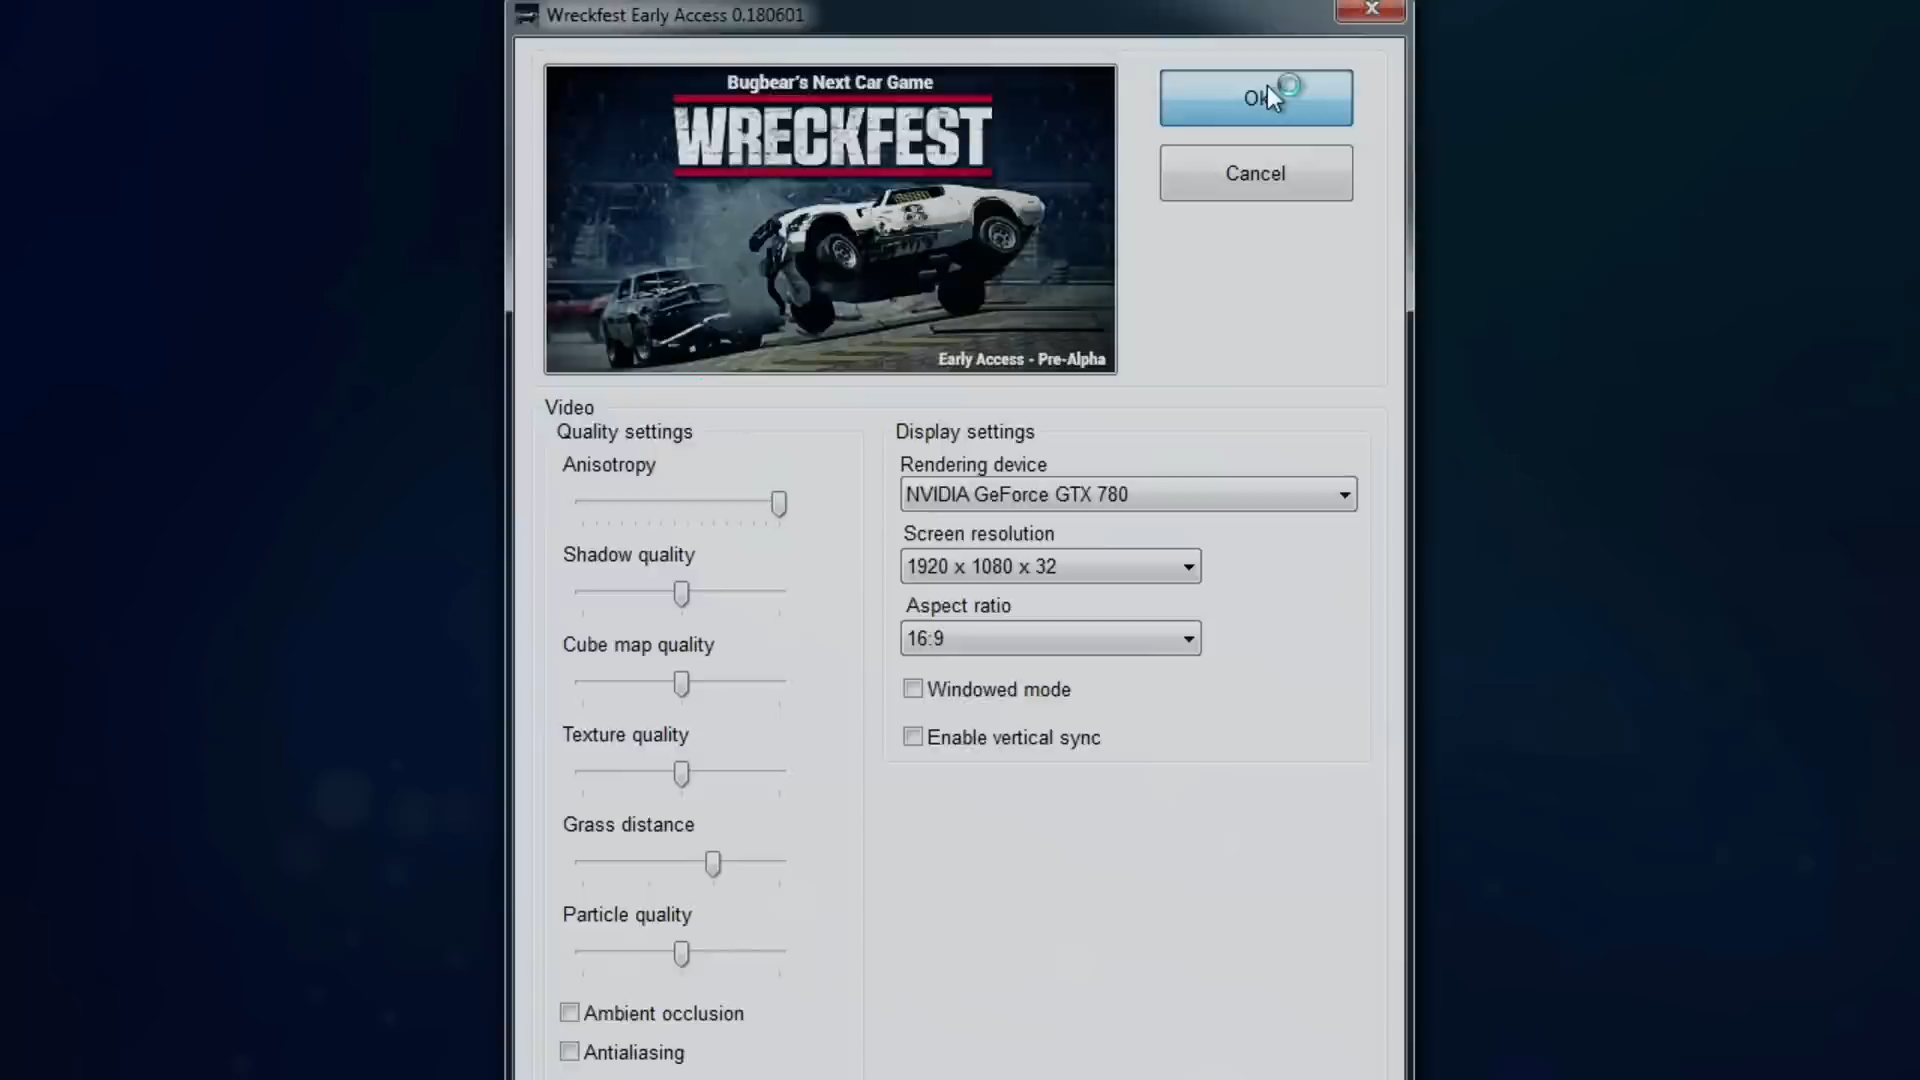 Wreckfest Early Access 0.180601
Bugbear's Next Car Game
WRECKFEST
Early Access - Pre-Alpha
OK
Cancel
Video
Quality settings
Anisotropy
Shadow quality
Cube map quality
Texture quality
Grass distance
Particle quality
Ambient occlusion
Antialiasing
Display settings
Rendering device
NVIDIA GeForce GTX 780
Screen resolution
1920 x 1080 x 32
Aspect ratio
16:9
Windowed mode
Enable vertical sync